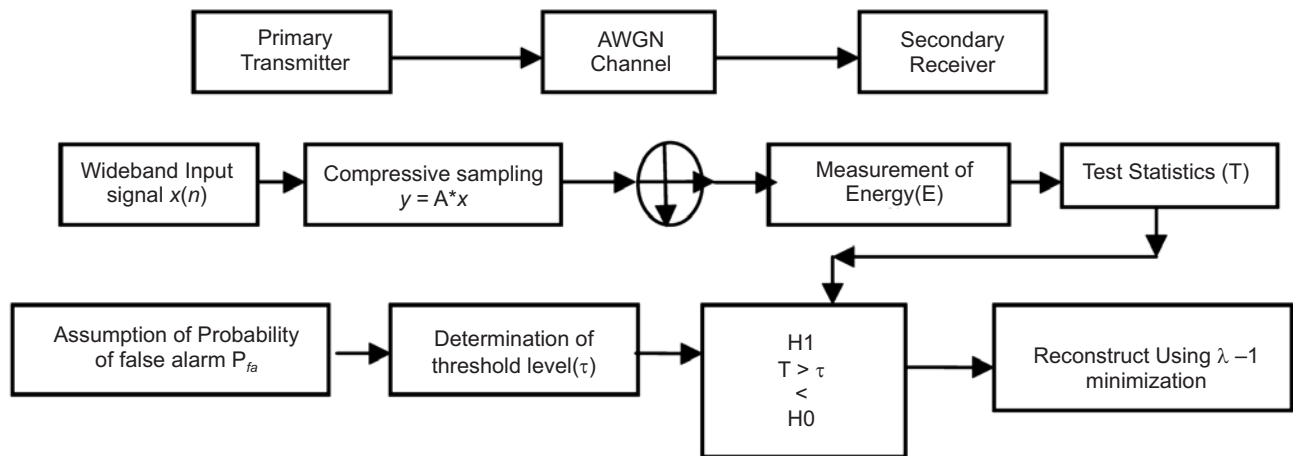 Primary
Transmitter
AWGN
Channel
Secondary
Receiver
Wideband Input
signal x(n)
Compressive sampling
y = A*x
Measurement of
Energy(E)
Test Statistics (T)
Assumption of Probability
of false alarm Pfa
Determination of
threshold level(τ)
H1
T > τ
<
H0
Reconstruct Using λ –1
minimization